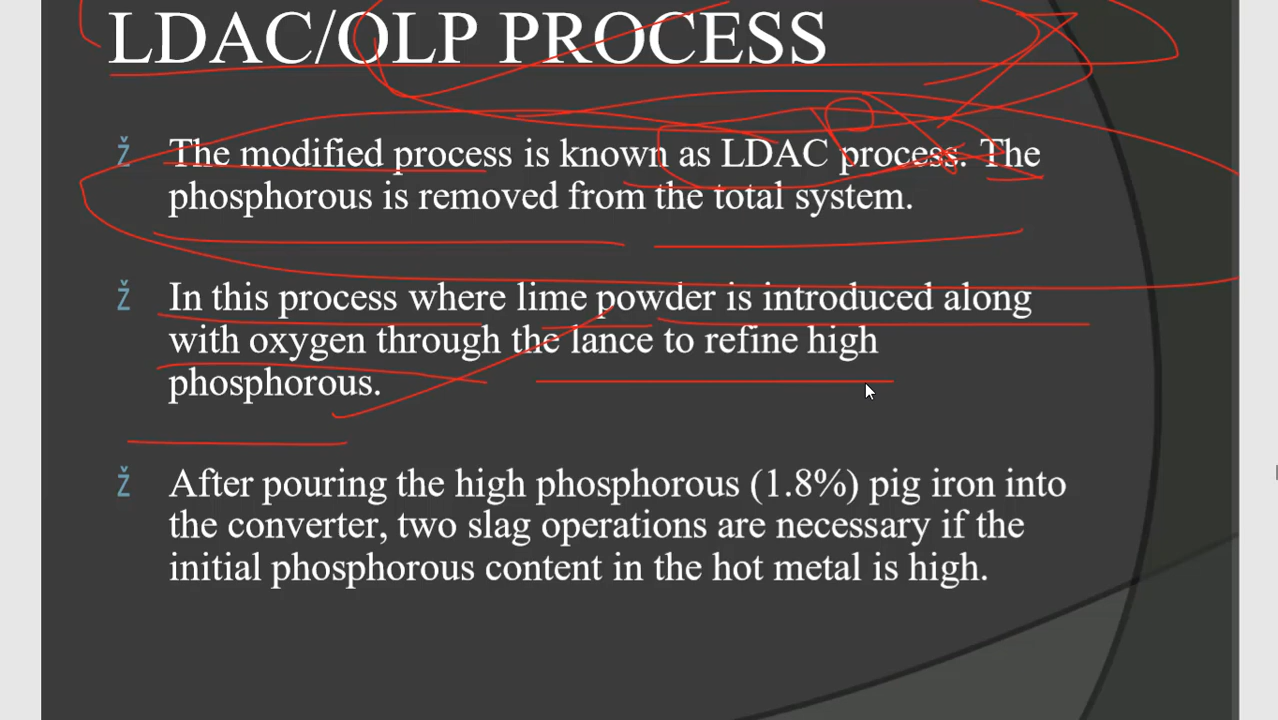 LDAC/OLP PROCESS
Ž The modified process is known as LDAC process. The
phosphorous is removed from the total system.
Ž In this process where lime powder is introduced along
with oxygen through the lance to refine high
phosphorous.
Ž After pouring the high phosphorous (1.8%) pig iron into
the converter, two slag operations are necessary if the
initial phosphorous content in the hot metal is high.